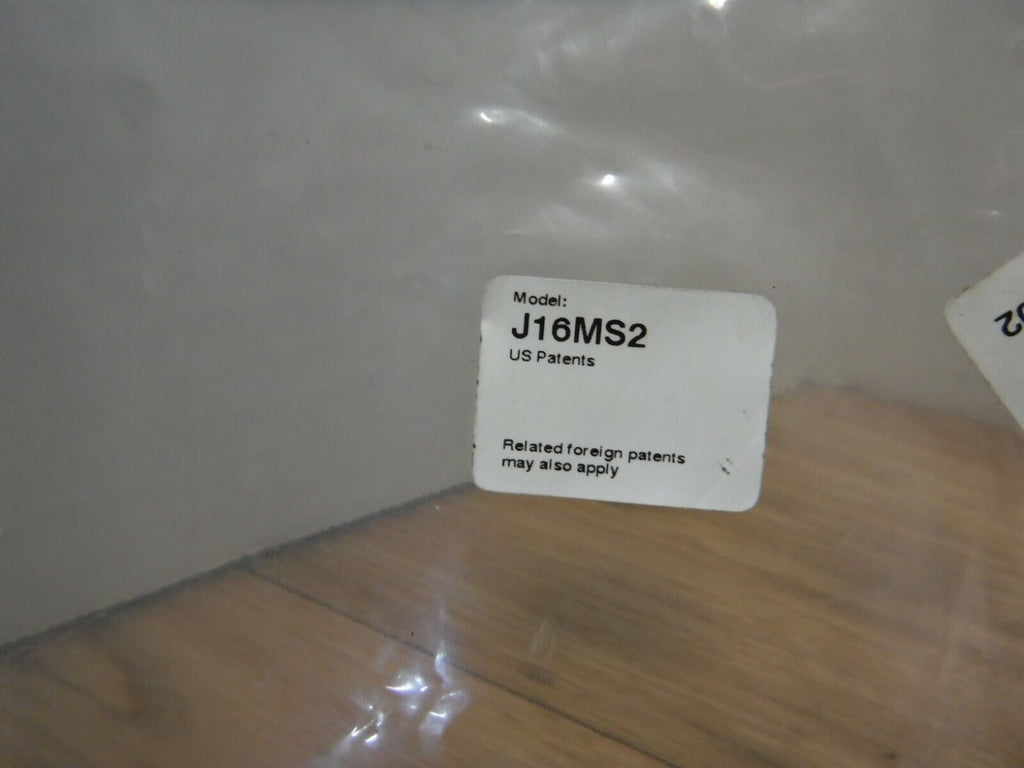 Model:
J16MS2
US Patents
Related foreign patents
may also apply